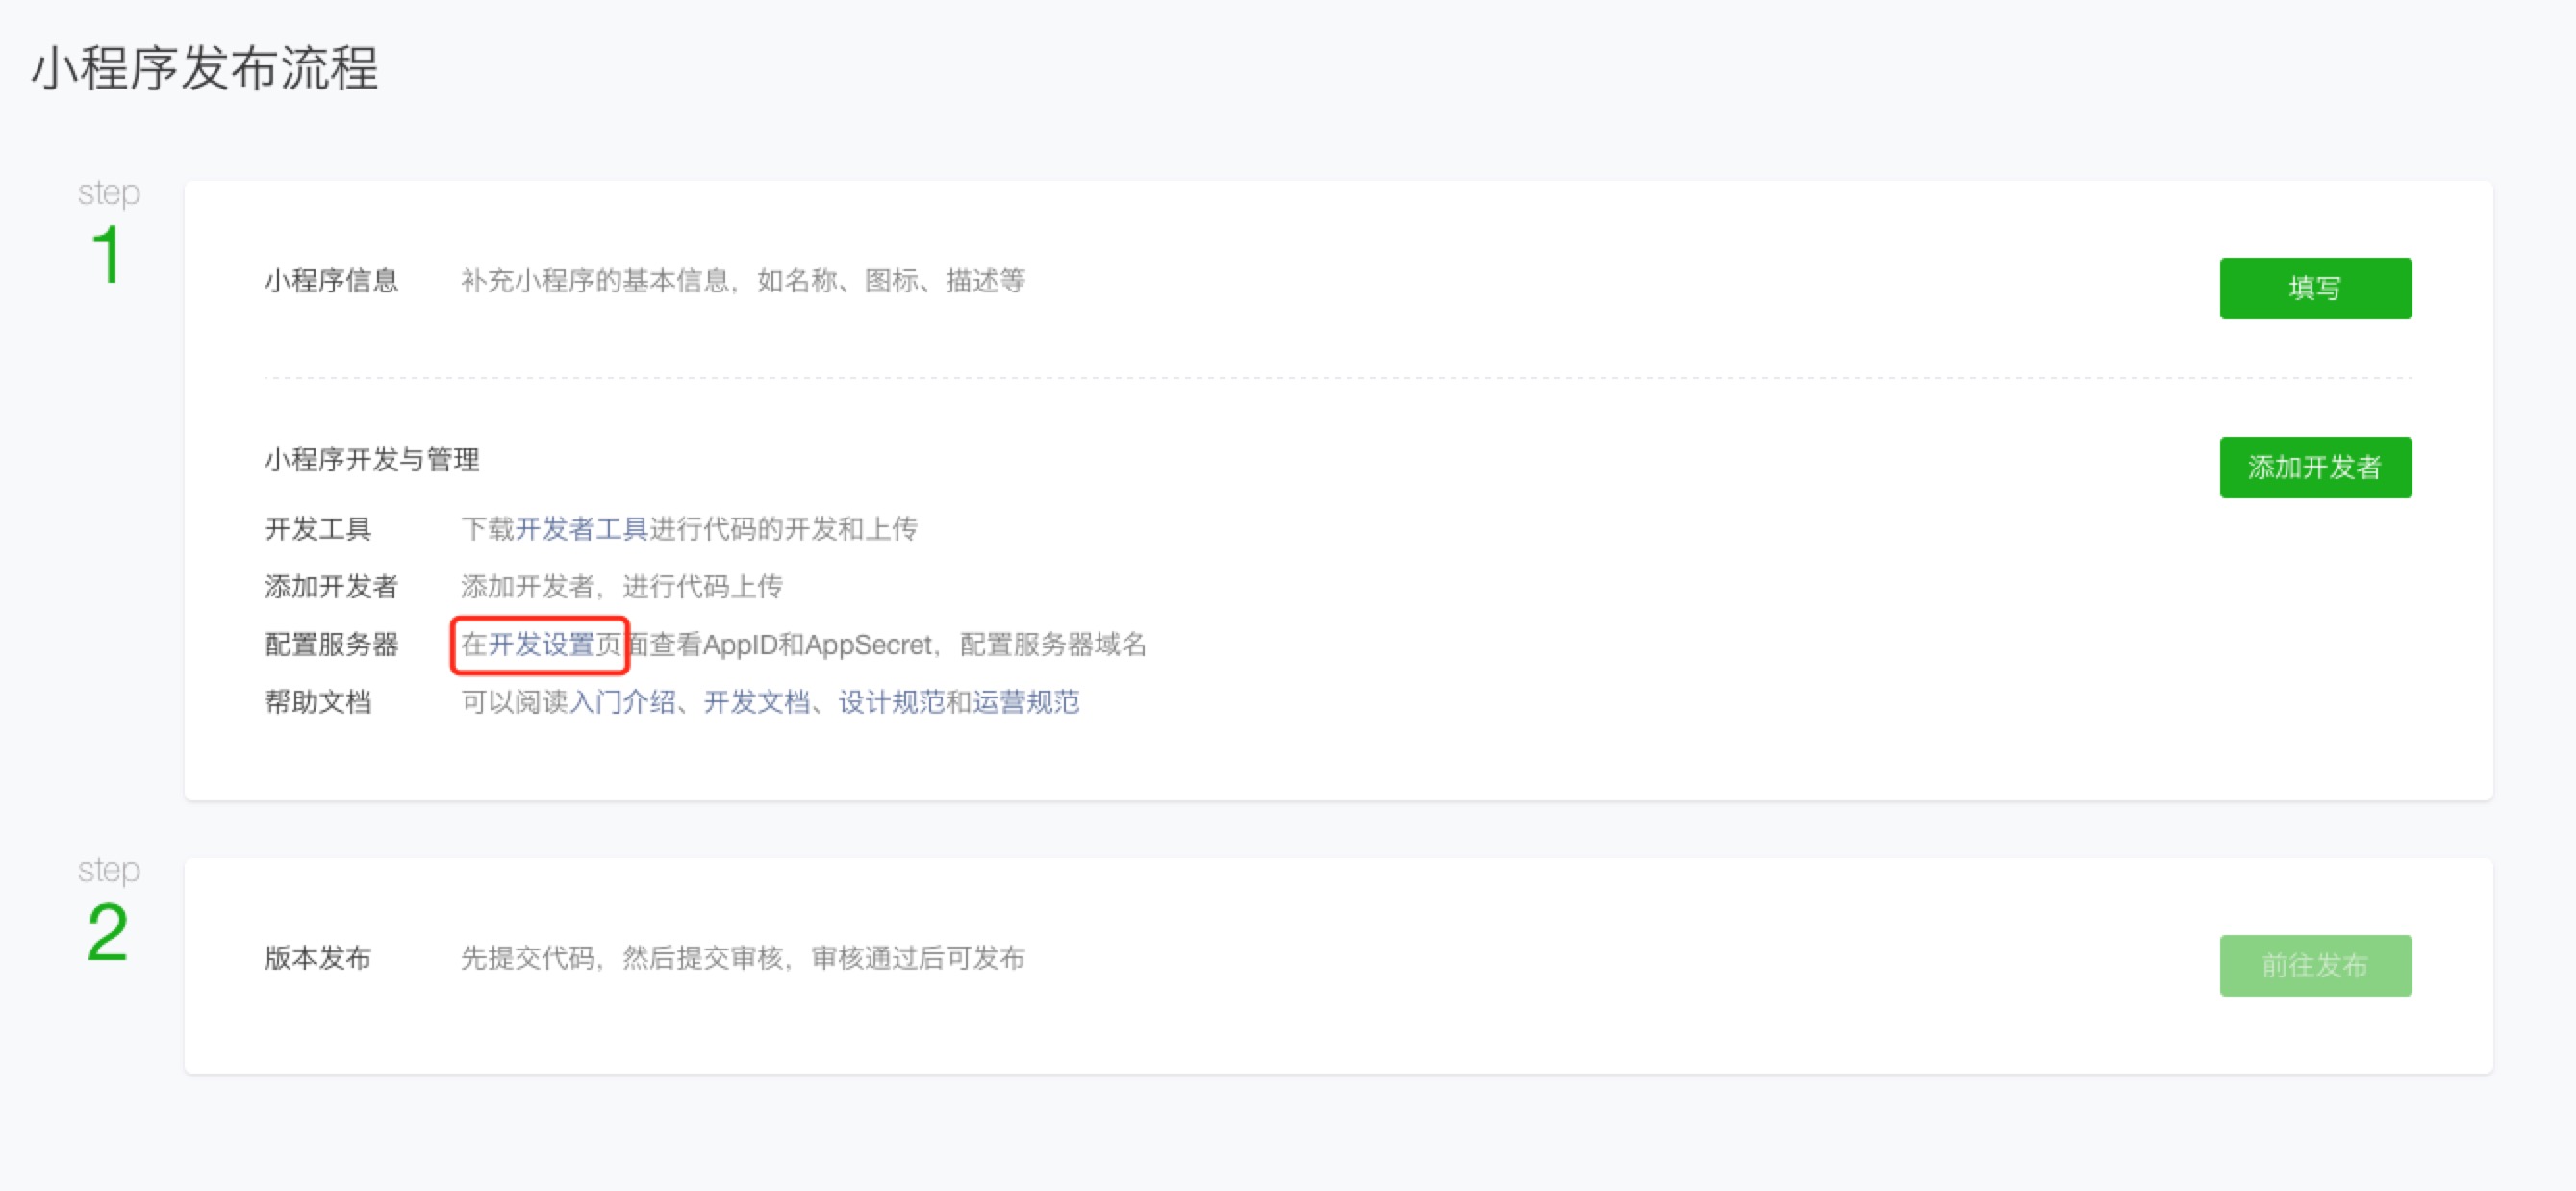 小程序发布流程
step
1
小程序信息 补充小程序的基本信息，如名称、图标、描述等 填写
小程序开发与管理 添加开发者
开发工具 下载开发者工具进行代码的开发和上传
添加开发者 添加开发者，进行代码上传
配置服务器 在开发设置页面查看AppID和AppSecret，配置服务器域名
帮助文档 可以阅读入门介绍、开发文档、设计规范和运营规范
step
2
版本发布 先提交代码，然后提交审核，审核通过后可发布 前往发布